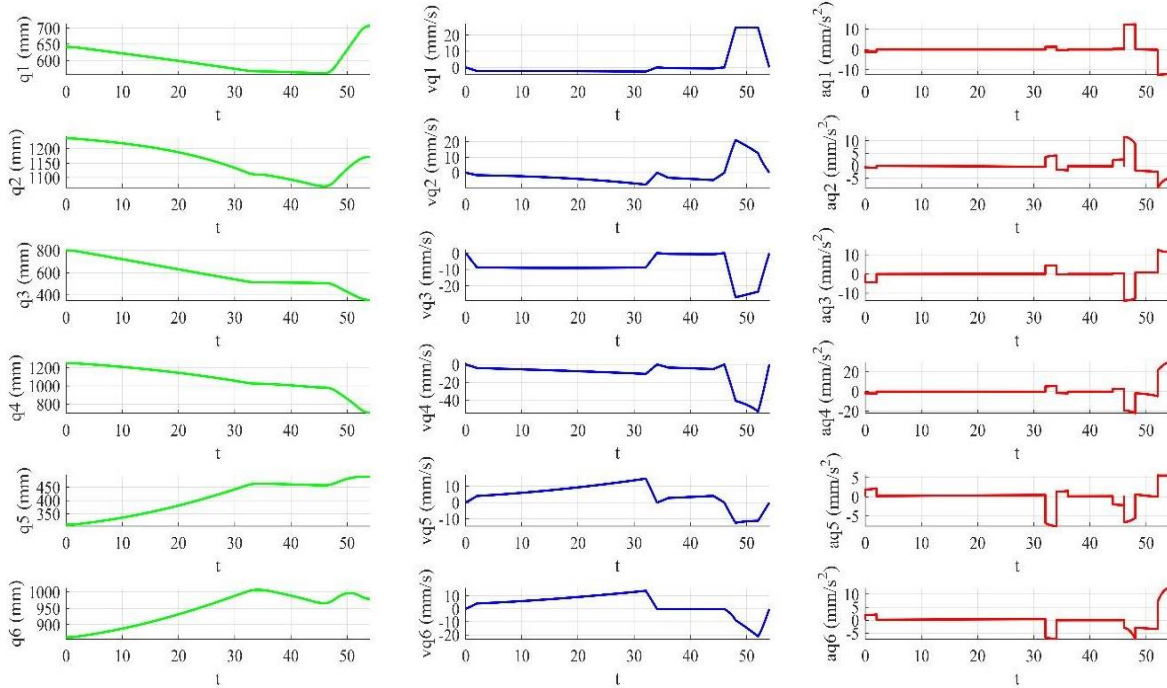 q1 (mm)
700
650
600
0 10 20 30 40 50
t
vq1 (mm/s)
20
0
0 10 20 30 40 50
t
aq1 (mm/s²)
10
0
-10
0 10 20 30 40 50
t
q2 (mm)
1200
1150
1100
0 10 20 30 40 50
t
vq2 (mm/s)
20
10
0
0 10 20 30 40 50
t
aq2 (mm/s²)
10
5
0
-5
0 10 20 30 40 50
t
q3 (mm)
800
600
400
0 10 20 30 40 50
t
vq3 (mm/s)
0
-10
-20
0 10 20 30 40 50
t
aq3 (mm/s²)
10
0
-10
0 10 20 30 40 50
t
q4 (mm)
1200
1000
800
0 10 20 30 40 50
t
vq4 (mm/s)
0
-20
-40
0 10 20 30 40 50
t
aq4 (mm/s²)
20
0
-20
0 10 20 30 40 50
t
q5 (mm)
450
400
350
0 10 20 30 40 50
t
vq5 (mm/s)
10
0
-10
0 10 20 30 40 50
t
aq5 (mm/s²)
5
0
-5
0 10 20 30 40 50
t
q6 (mm)
1000
950
900
0 10 20 30 40 50
t
vq6 (mm/s)
10
0
-10
-20
0 10 20 30 40 50
t
aq6 (mm/s²)
10
5
0
-5
0 10 20 30 40 50
t